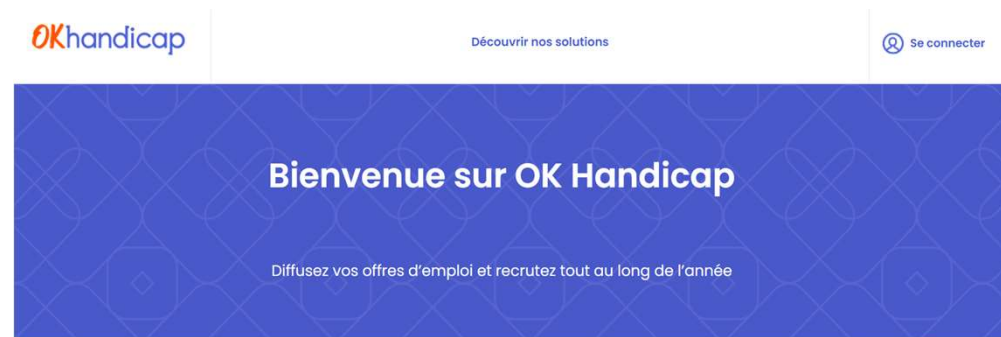 OKhandicap
Découvrir nos solutions
Se connecter
Bienvenue sur OK Handicap
Diffusez vos offres d'emploi et recrutez tout au long de l'année